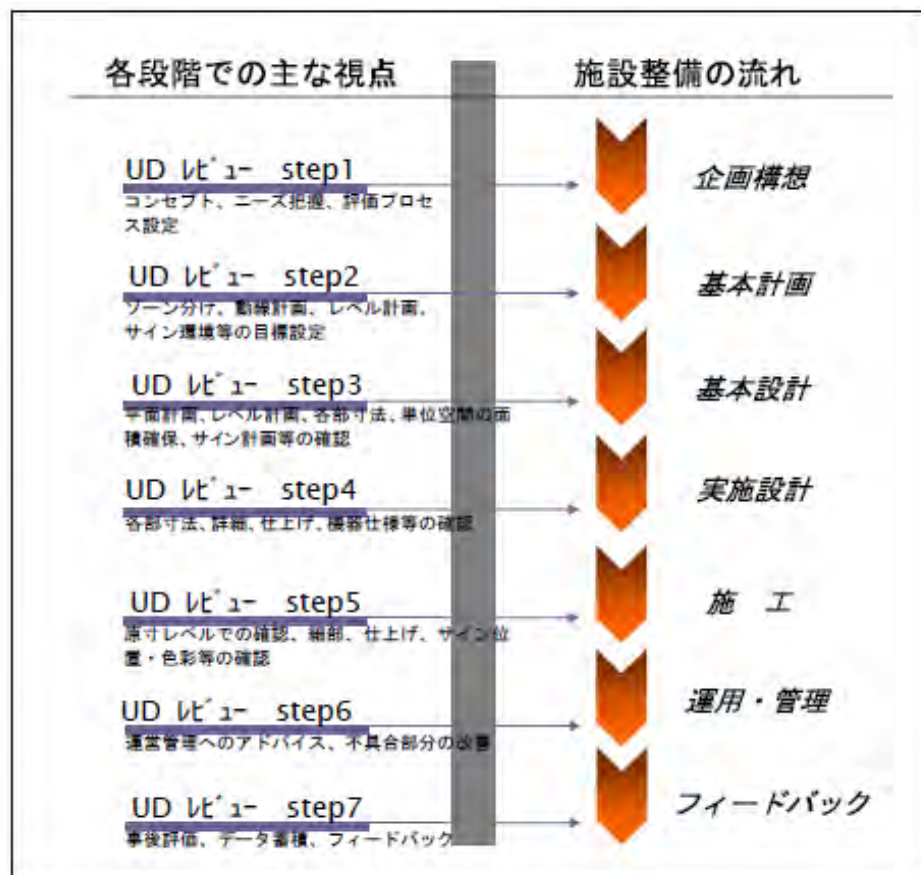 各段階での主な視点
施設整備の流れ
UD ﾚﾋﾞｭｰ step1
コンセプト、ニーズ把握、評価プロセ
ス設定
企画構想
UD ﾚﾋﾞｭｰ step2
ゾーン分け、動線計画、レベル計画、
サイン環境等の目標設定
基本計画
UD ﾚﾋﾞｭｰ step3
平面計画、レベル計画、各部寸法、単位空間の面
積確保、サイン計画等の確認
基本設計
UD ﾚﾋﾞｭｰ step4
各部寸法、詳細、仕上げ、機器仕様等の確認
実施設計
UD ﾚﾋﾞｭｰ step5
原寸レベルでの確認、細部、仕上げ、サイン位
置・色彩等の確認
施　工
UD ﾚﾋﾞｭｰ step6
運営管理へのアドバイス、不具合部分の改善
運用・管理
UD ﾚﾋﾞｭｰ step7
事後評価、データ蓄積、フィードバック
フィードバック